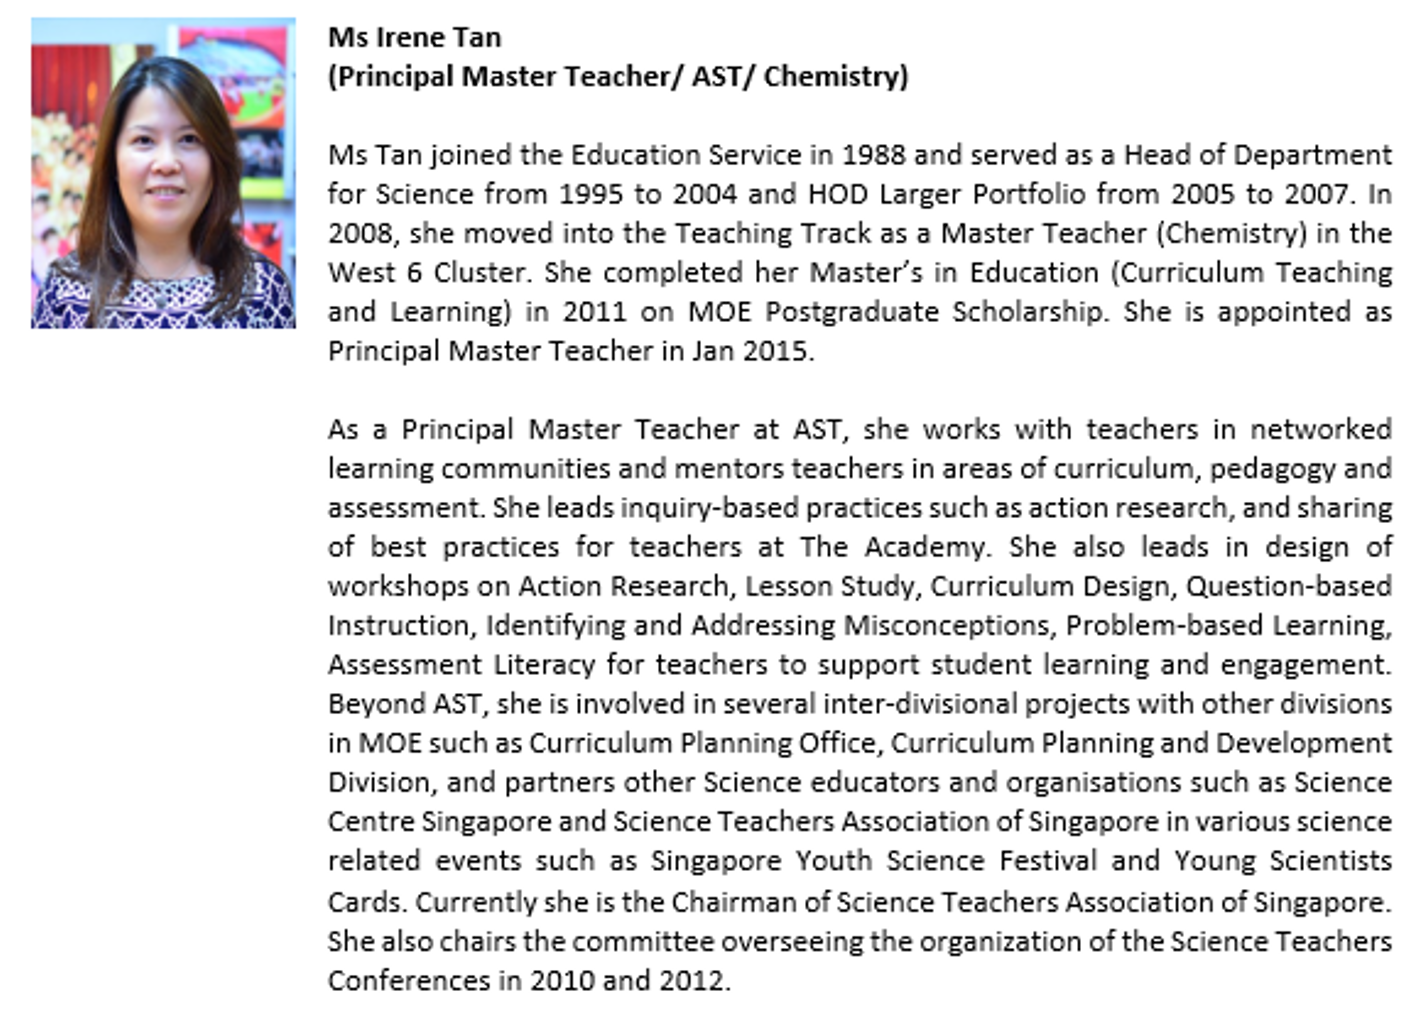 Ms Irene Tan
(Principal Master Teacher/ AST/ Chemistry)
Ms Tan joined the Education Service in 1988 and served as a Head of Department
for Science from 1995 to 2004 and HOD Larger Portfolio from 2005 to 2007. In
2008, she moved into the Teaching Track as a Master Teacher (Chemistry) in the
West 6 Cluster. She completed her Master’s in Education (Curriculum Teaching
and Learning) in 2011 on MOE Postgraduate Scholarship. She is appointed as
Principal Master Teacher in Jan 2015.
As a Principal Master Teacher at AST, she works with teachers in networked
learning communities and mentors teachers in areas of curriculum, pedagogy and
assessment. She leads inquiry-based practices such as action research, and sharing
of best practices for teachers at The Academy. She also leads in design of
workshops on Action Research, Lesson Study, Curriculum Design, Question-based
Instruction, Identifying and Addressing Misconceptions, Problem-based Learning,
Assessment Literacy for teachers to support student learning and engagement.
Beyond AST, she is involved in several inter-divisional projects with other divisions
in MOE such as Curriculum Planning Office, Curriculum Planning and Development
Division, and partners other Science educators and organisations such as Science
Centre Singapore and Science Teachers Association of Singapore in various science
related events such as Singapore Youth Science Festival and Young Scientists
Cards. Currently she is the Chairman of Science Teachers Association of Singapore.
She also chairs the committee overseeing the organization of the Science Teachers
Conferences in 2010 and 2012.